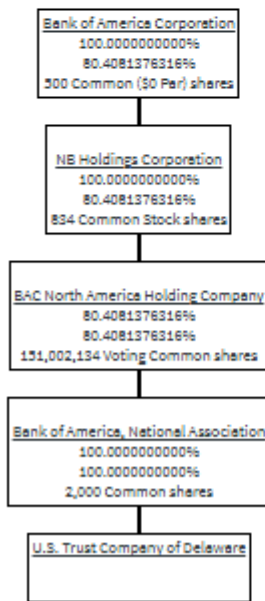 Bank of America Corporation
100.0000000000%
80.4081376316%
500 Common ($0 Par) shares
NB Holdings Corporation
100.0000000000%
80.4081376316%
834 Common Stock shares
BAC North America Holding Company
80.4081376316%
80.4081376316%
151,002,134 Voting Common shares
Bank of America, National Association
100.0000000000%
100.0000000000%
2,000 Common shares
U.S. Trust Company of Delaware